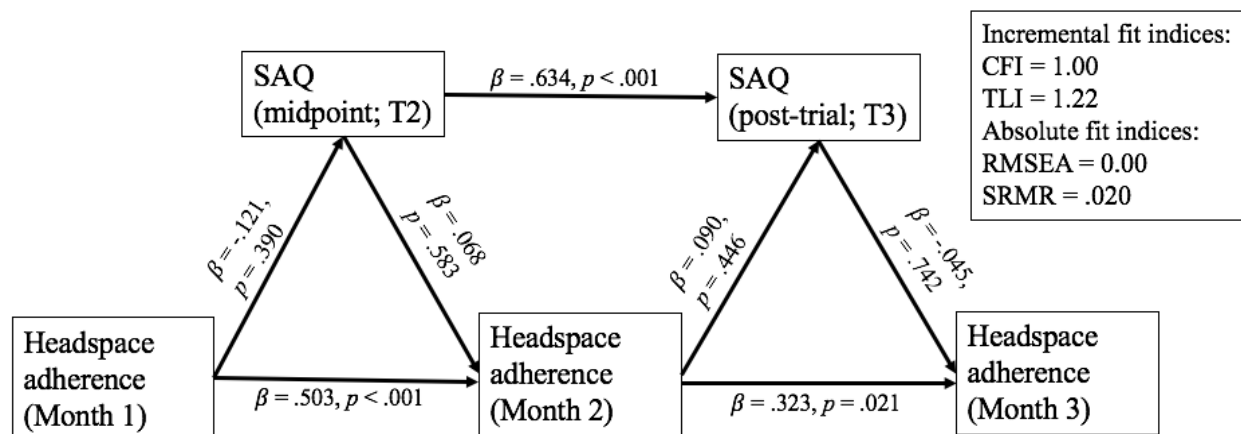 SAQ
(midpoint; T2)
β = .634, p < .001
SAQ
(post-trial; T3)
Incremental fit indices:
CFI = 1.00
TLI = 1.22
Absolute fit indices:
RMSEA = 0.00
SRMR = .020
β = -.121,
p = .390
β = .068
p = .583
β = .090,
p = .446
β = -.045,
p = .742
Headspace
adherence
(Month 1)
β = .503, p < .001
Headspace
adherence
(Month 2)
β = .323, p = .021
Headspace
adherence
(Month 3)